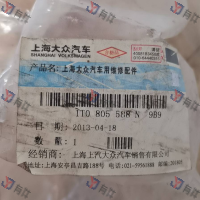 上海大众汽车
SHANGHAI VOLKSWAGEN
产品名: 上海大众汽车用维修配件
1T0 805 588 N 9B9
日 期: 2013-04-18
数 量: 1
经销商: 上海上汽大众汽车销售有限公司